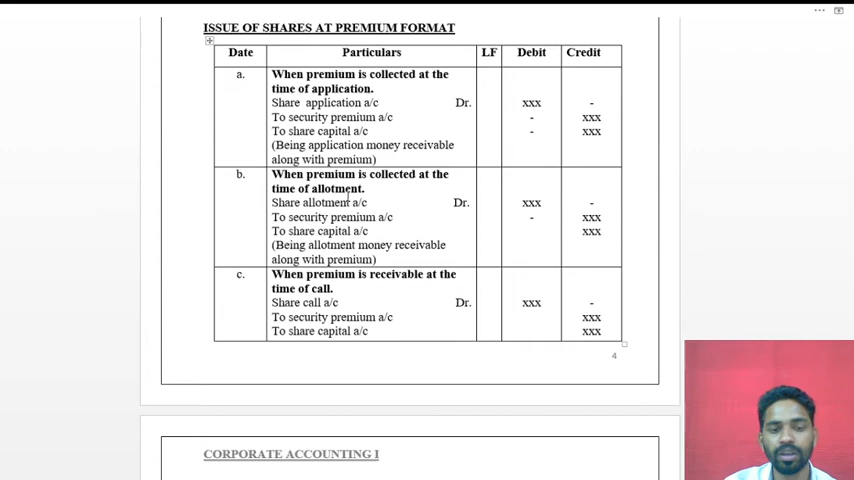 ISSUE OF SHARES AT PREMIUM FORMAT
Date Particulars LF Debit Credit
a. When premium is collected at the
time of application.
Share application a/c Dr. xxx -
To security premium a/c - xxx
To share capital a/c - xxx
(Being application money receivable
along with premium)
b. When premium is collected at the
time of allotment.
Share allotment a/c Dr. xxx -
To security premium a/c - xxx
To share capital a/c xxx
(Being allotment money receivable
along with premium)
c. When premium is receivable at the
time of call.
Share call a/c Dr. xxx -
To security premium a/c xxx
To share capital a/c xxx
4
CORPORATE ACCOUNTING I